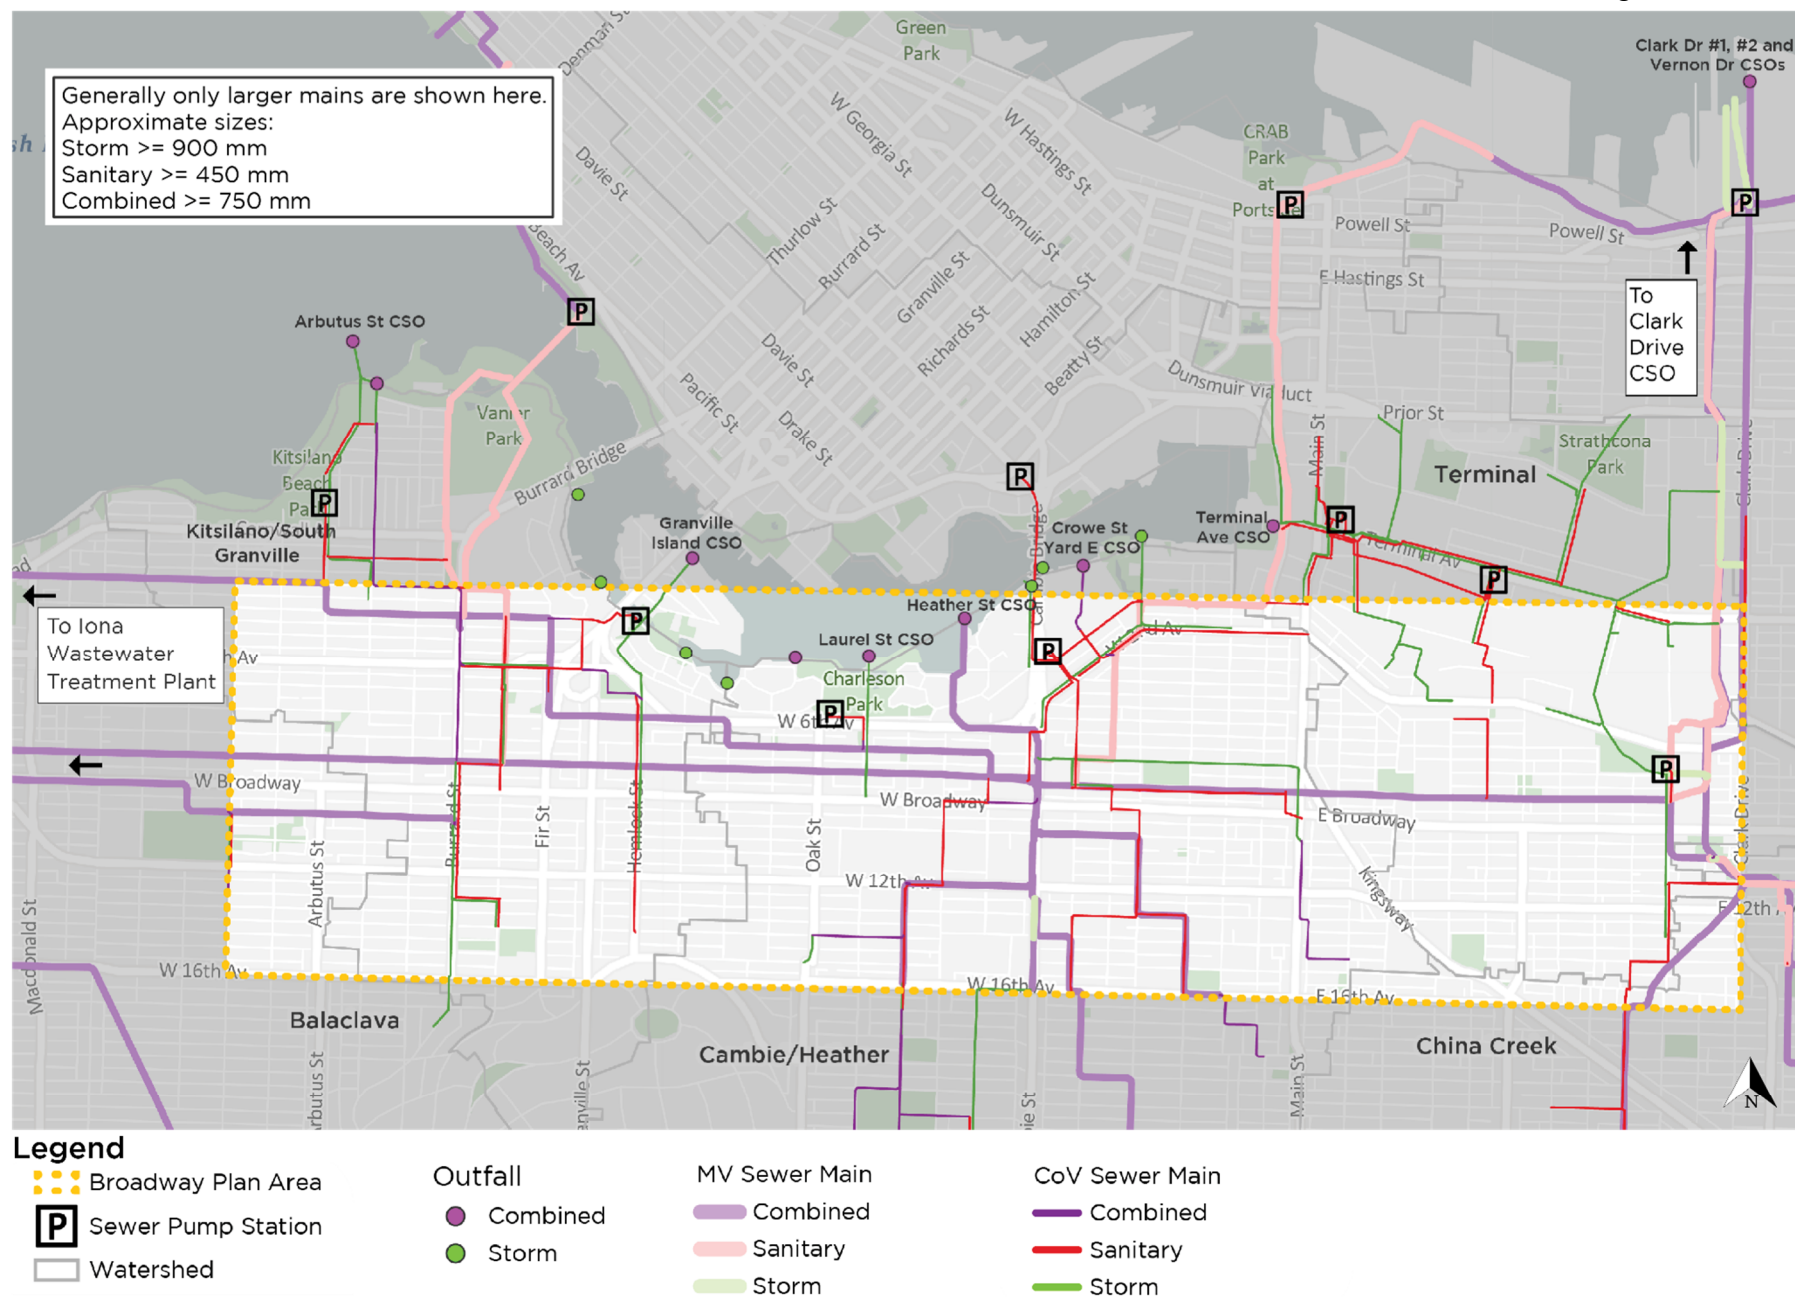 Green
Park
Clark Dr #1, #2 and
Vernon Dr CSOs
Denman St
Generally only larger mains are shown here.
Approximate sizes:
Storm >= 900 mm
Sanitary >= 450 mm
Combined >= 750 mm
sh
W Georgia St
W Hastings St
CRAB
Park
at
Davie St
Dunsmuir St
P
P
Thurlow St
Powell St
Powell St
Beach Av
Burrard St
Granville St
E Hastings St
To
Clark
Drive
CSO
Hamilton St
P
Arbutus St CSO
Richards St
Davie St
Beatty St
Dunsmuir Viaduct
Pacific St
Prior St
Vanier
Park
Drake St
Main St
Strathcona
Park
Clark Drive
Kitsilano
Beach
Burrard Bridge
P
Terminal
P
Kitsilano/South
Granville
Granville
Island CSO
Crowe St
Yard E CSO
Terminal
Ave CSO
P
Terminal Av
ad
P
Heather St CSO
To Iona
Wastewater
Treatment Plant
P
Laurel St CSO
P
h Av
Charleson
Park
P
W 6th Av
P
W Broadway
W Broadway
E Broadway
Burrard St
Fir St
Hemlock St
Oak St
Clark Drive
Arbutus St
W 12th Av
Kingsway
E 12th Av
Macdonald St
W 16th Av
W 16th Av
E 16th Av
Balaclava
Cambie/Heather
China Creek
Arbutus St
enville St
bie St
Main St
N
Legend
Broadway Plan Area
P Sewer Pump Station
Watershed
Outfall
Combined
Storm
MV Sewer Main
Combined
Sanitary
Storm
CoV Sewer Main
Combined
Sanitary
Storm